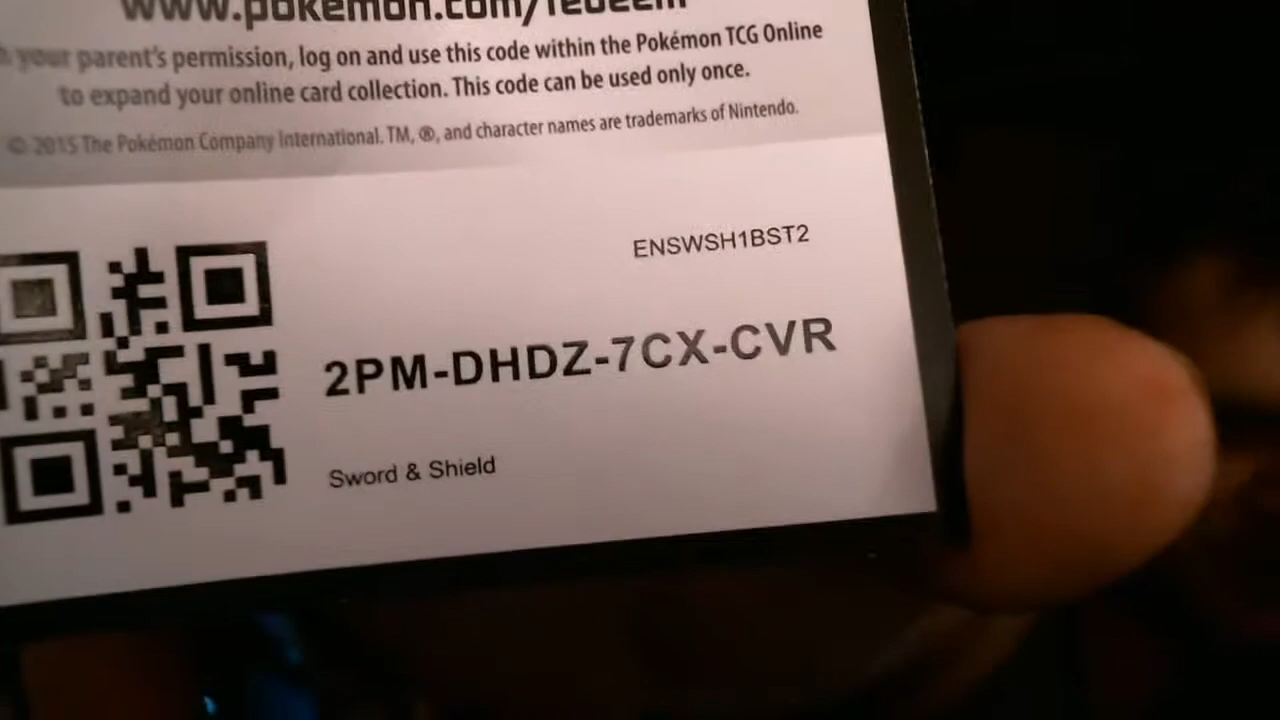 www.pokemon.com/redeem
your parent's permission, log on and use this code within the Pokémon TCG Online
to expand your online card collection. This code can be used only once.
© 2015 The Pokémon Company International. TM, ®, and character names are trademarks of Nintendo.
ENSWSH1BST2
2PM-DHDZ-7CX-CVR
Sword & Shield